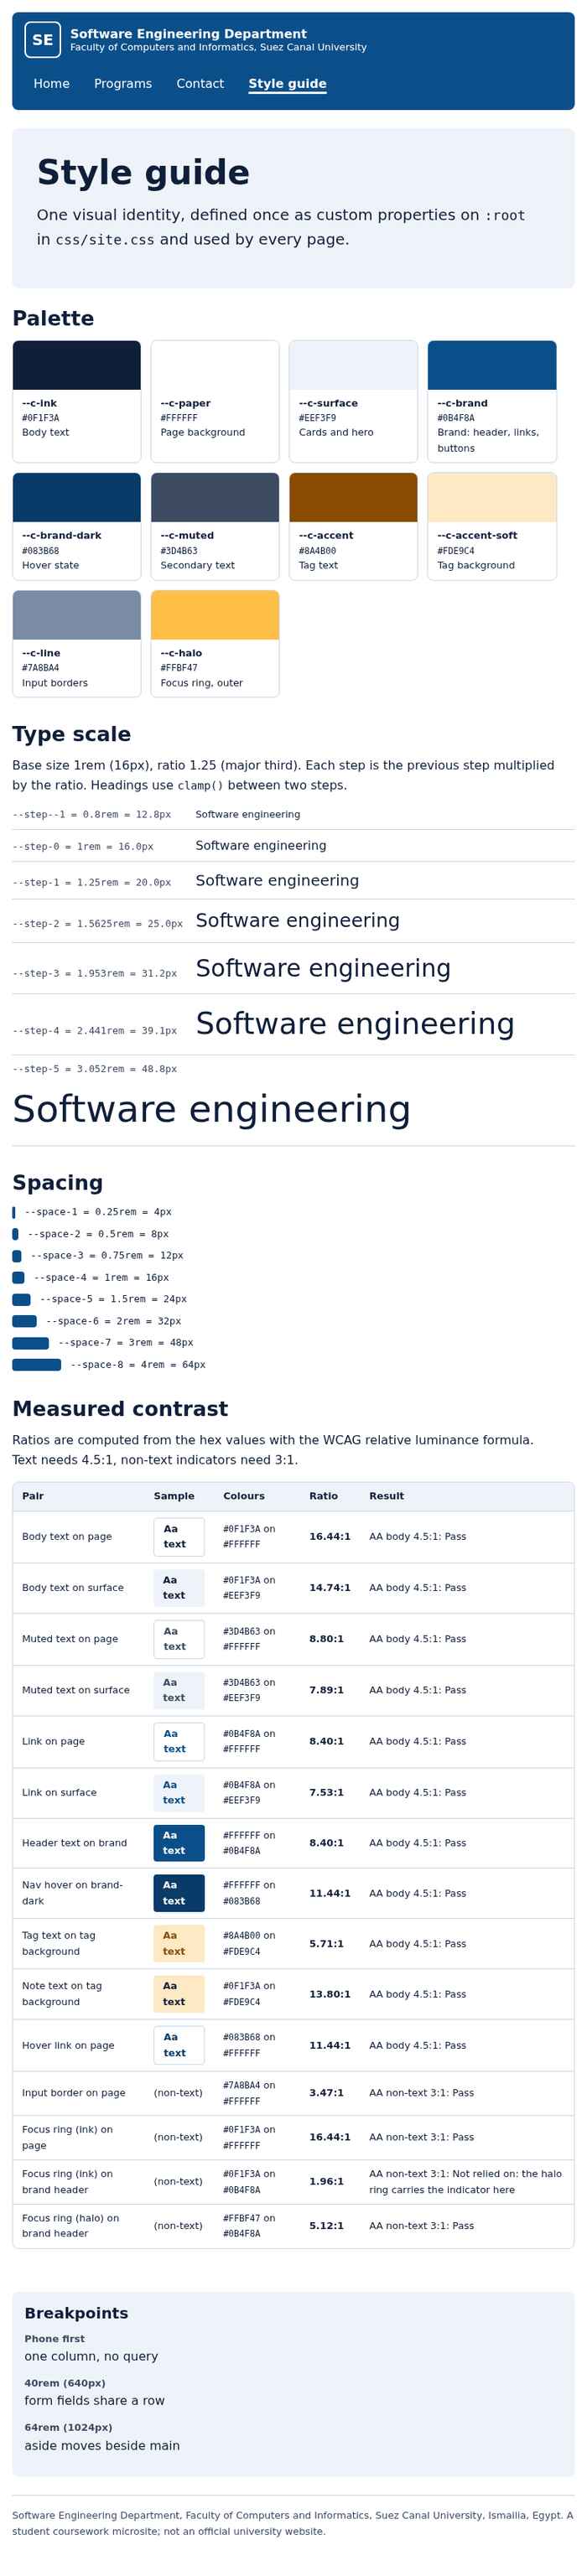 SE
Software Engineering Department
Faculty of Computers and Informatics, Suez Canal University
Home Programs Contact Style guide
Style guide
One visual identity, defined once as custom properties on :root
in css/site.css and used by every page.
Palette
--c-ink
#0F1F3A
Body text
--c-paper
#FFFFFF
Page background
--c-surface
#EEF3F9
Cards and hero
--c-brand
#0B4F8A
Brand: header, links,
buttons
--c-brand-dark
#083B68
Hover state
--c-muted
#3D4B63
Secondary text
--c-accent
#8A4B00
Tag text
--c-accent-soft
#FDE9C4
Tag background
--c-line
#7A8BA4
Input borders
--c-halo
#FFBF47
Focus ring, outer
Type scale
Base size 1rem (16px), ratio 1.25 (major third). Each step is the previous step multiplied
by the ratio. Headings use clamp() between two steps.
--step--1 = 0.8rem = 12.8px Software engineering
--step-0 = 1rem = 16.0px Software engineering
--step-1 = 1.25rem = 20.0px Software engineering
--step-2 = 1.5625rem = 25.0px Software engineering
--step-3 = 1.953rem = 31.2px Software engineering
--step-4 = 2.441rem = 39.1px Software engineering
--step-5 = 3.052rem = 48.8px
Software engineering
Spacing
--space-1 = 0.25rem = 4px
--space-2 = 0.5rem = 8px
--space-3 = 0.75rem = 12px
--space-4 = 1rem = 16px
--space-5 = 1.5rem = 24px
--space-6 = 2rem = 32px
--space-7 = 3rem = 48px
--space-8 = 4rem = 64px
Measured contrast
Ratios are computed from the hex values with the WCAG relative luminance formula.
Text needs 4.5:1, non-text indicators need 3:1.
Pair Sample Colours Ratio Result
Body text on page Aa text #0F1F3A on #FFFFFF 16.44:1 AA body 4.5:1: Pass
Body text on surface Aa text #0F1F3A on #EEF3F9 14.74:1 AA body 4.5:1: Pass
Muted text on page Aa text #3D4B63 on #FFFFFF 8.80:1 AA body 4.5:1: Pass
Muted text on surface Aa text #3D4B63 on #EEF3F9 7.89:1 AA body 4.5:1: Pass
Link on page Aa text #0B4F8A on #FFFFFF 8.40:1 AA body 4.5:1: Pass
Link on surface Aa text #0B4F8A on #EEF3F9 7.53:1 AA body 4.5:1: Pass
Header text on brand Aa text #FFFFFF on #0B4F8A 8.40:1 AA body 4.5:1: Pass
Nav hover on brand-dark Aa text #FFFFFF on #083B68 11.44:1 AA body 4.5:1: Pass
Tag text on tag background Aa text #8A4B00 on #FDE9C4 5.71:1 AA body 4.5:1: Pass
Note text on tag background Aa text #0F1F3A on #FDE9C4 13.80:1 AA body 4.5:1: Pass
Hover link on page Aa text #083B68 on #FFFFFF 11.44:1 AA body 4.5:1: Pass
Input border on page (non-text) #7A8BA4 on #FFFFFF 3.47:1 AA non-text 3:1: Pass
Focus ring (ink) on page (non-text) #0F1F3A on #FFFFFF 16.44:1 AA non-text 3:1: Pass
Focus ring (ink) on brand header (non-text) #0F1F3A on #0B4F8A 1.96:1 AA non-text 3:1: Not relied on: the halo ring carries the indicator here
Focus ring (halo) on brand header (non-text) #FFBF47 on #0B4F8A 5.12:1 AA non-text 3:1: Pass
Breakpoints
Phone first
one column, no query
40rem (640px)
form fields share a row
64rem (1024px)
aside moves beside main
Software Engineering Department, Faculty of Computers and Informatics, Suez Canal University, Ismailia, Egypt. A
student coursework microsite; not an official university website.